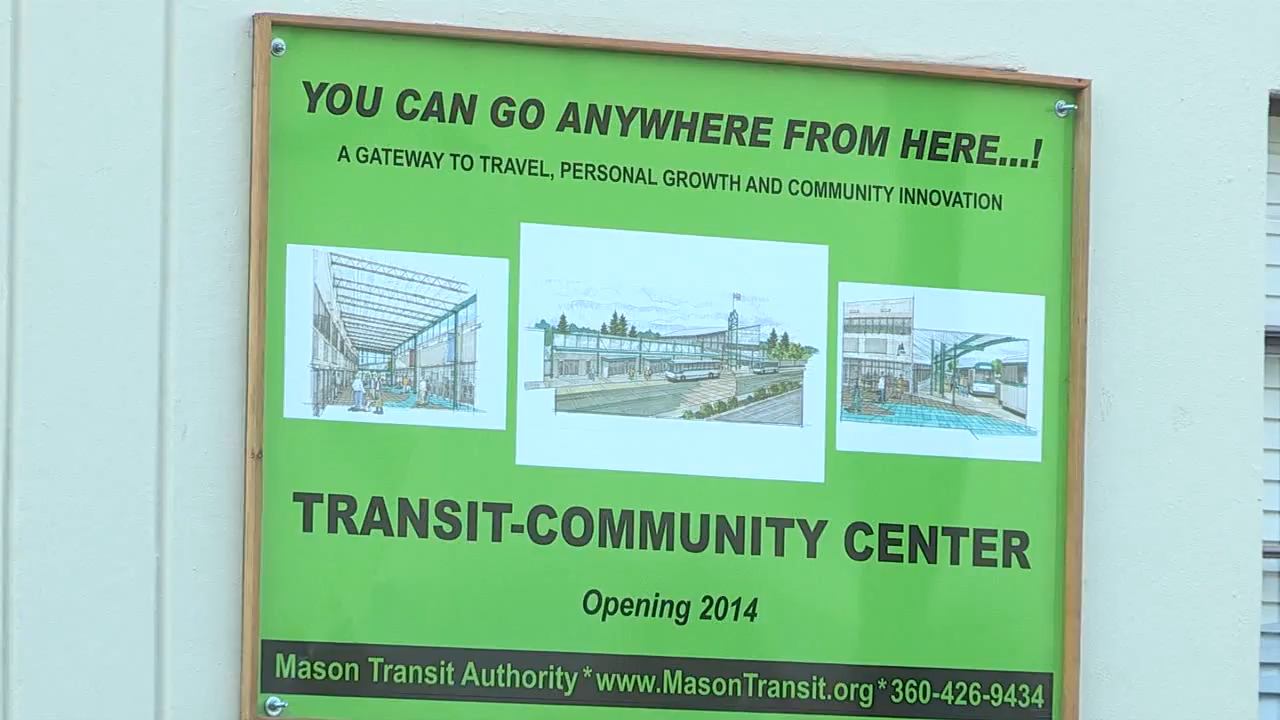 YOU CAN GO ANYWHERE FROM HERE...!
A GATEWAY TO TRAVEL, PERSONAL GROWTH AND COMMUNITY INNOVATION
TRANSIT-COMMUNITY CENTER
Opening 2014
Mason Transit Authority*www.MasonTransit.org*360-426-9434